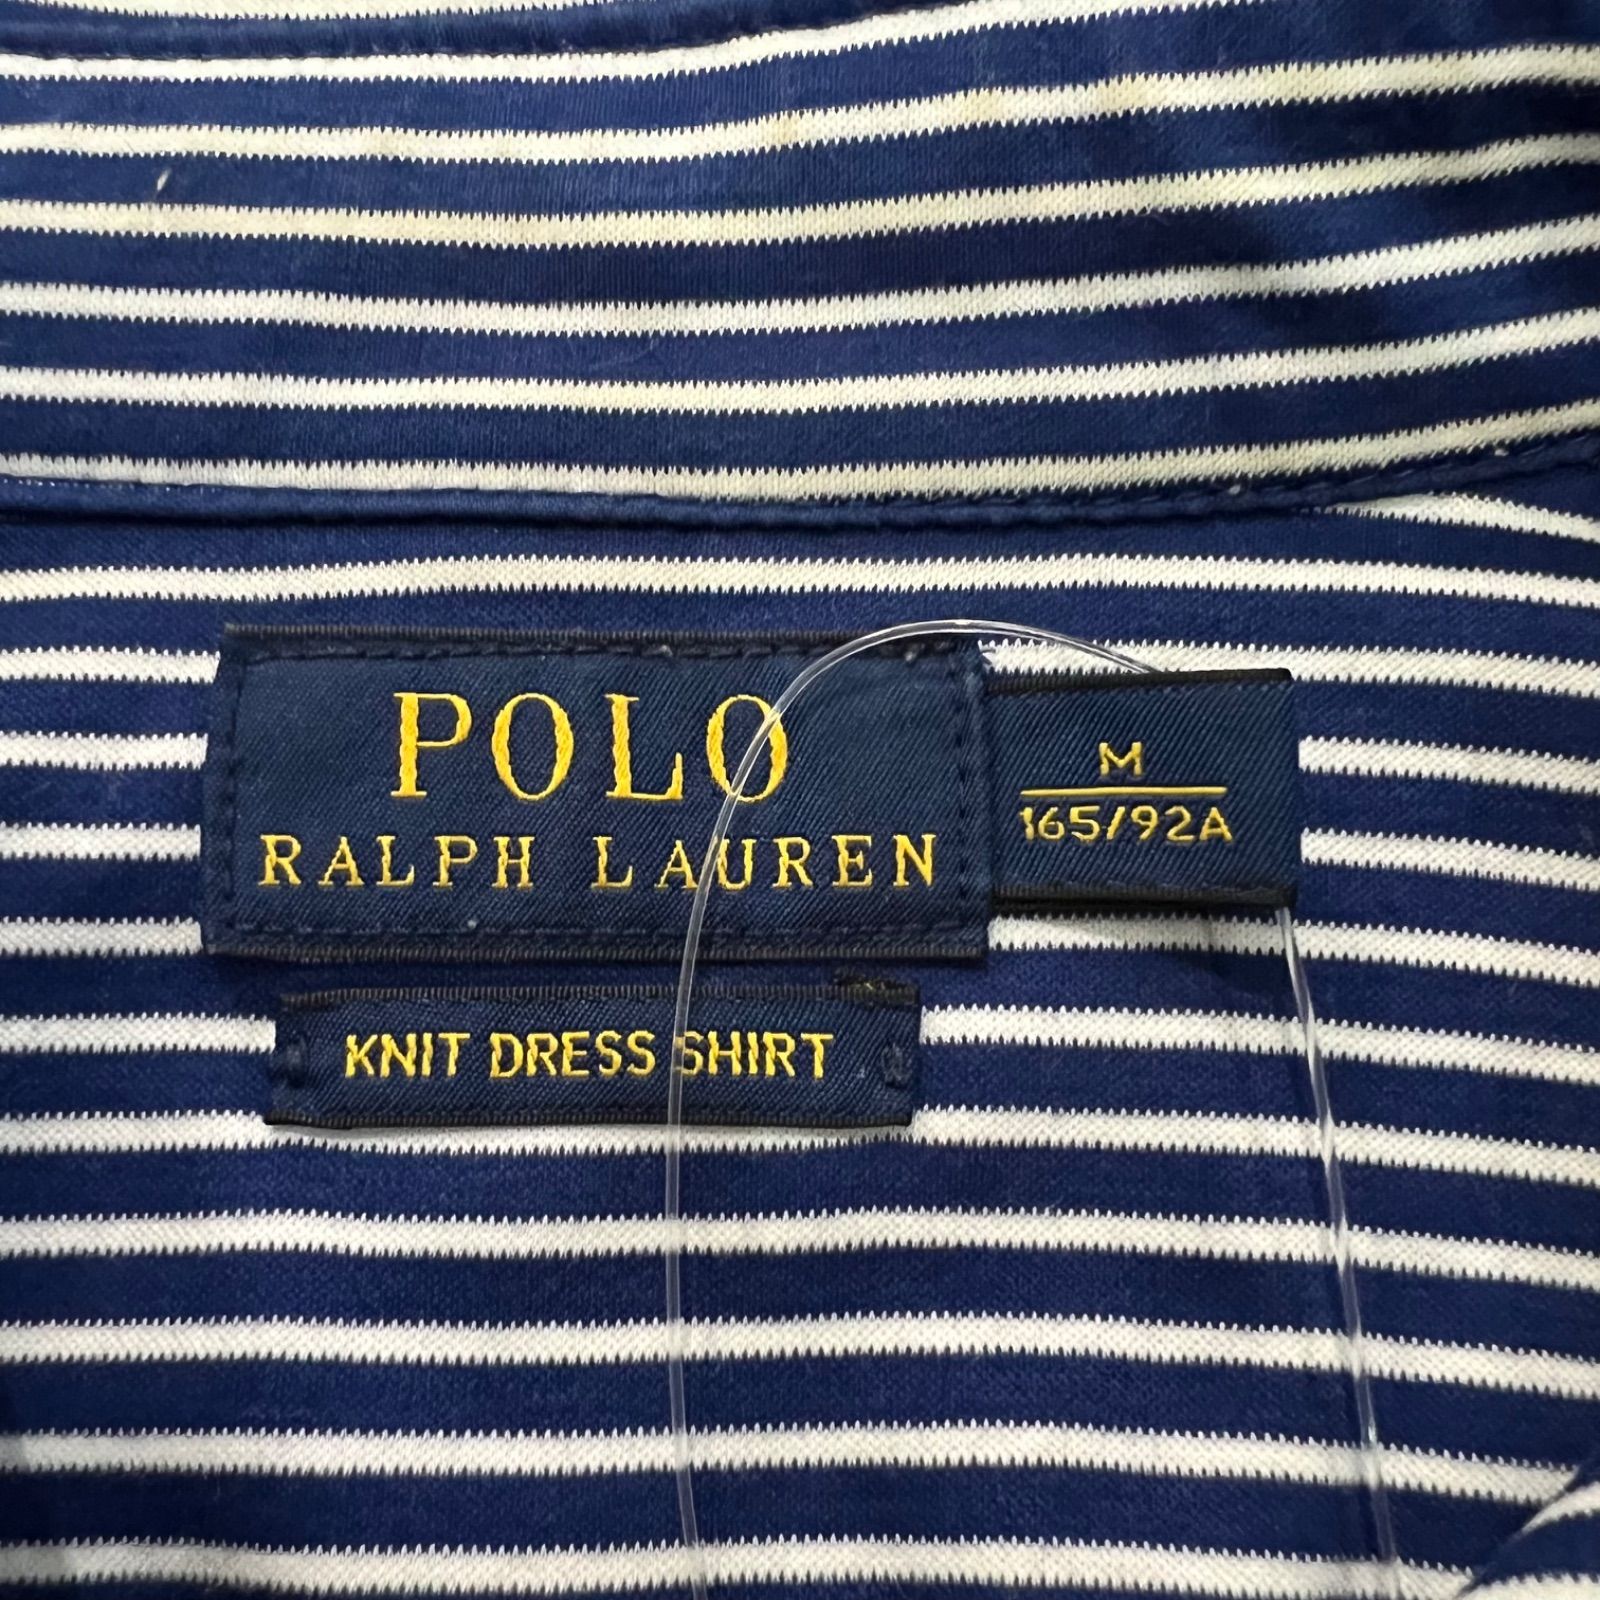 POLO
RALPH LAUREN
M
165/92A
KNIT DRESS SHIRT